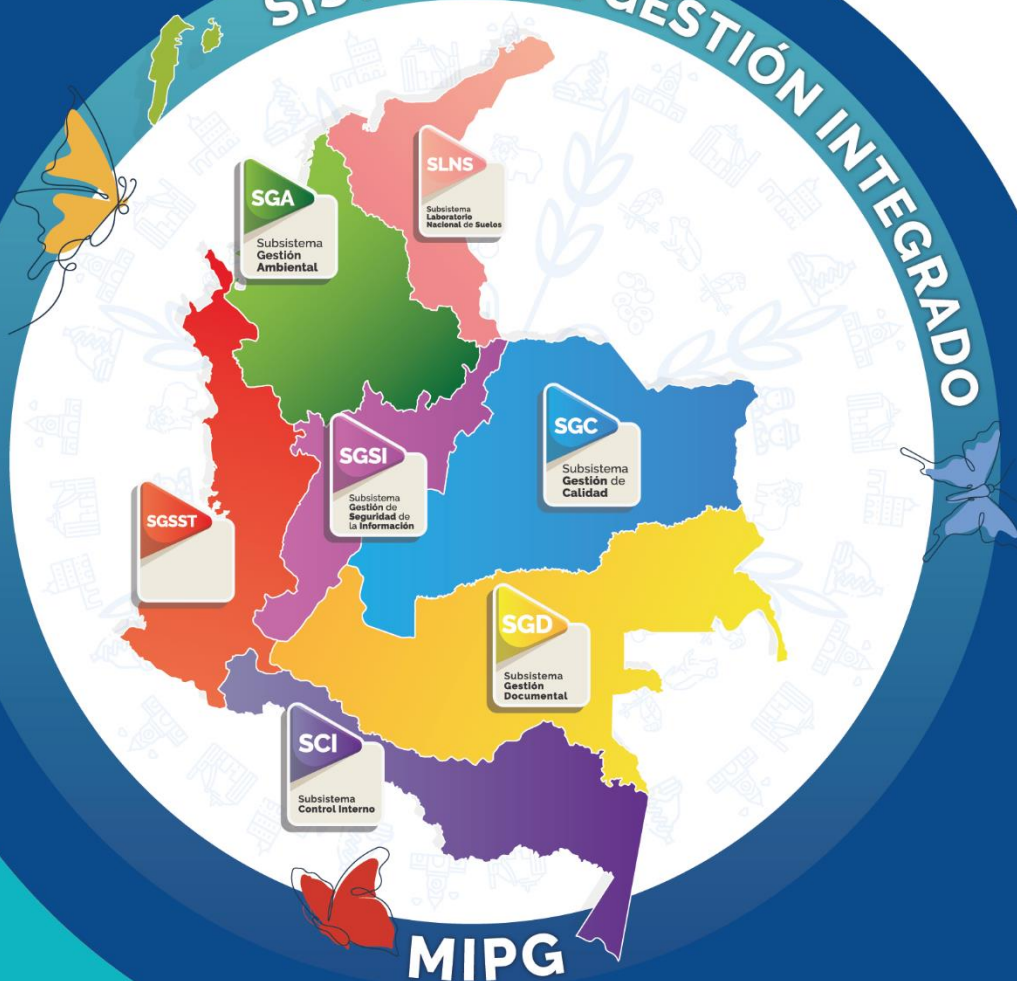 GESTIÓN INTEGRADO
SLNS
Subsistema
Laboratorio
Nacional de Suelos
SGA
Subsistema
Gestión
Ambiental
SGC
Subsistema
Gestión de
Calidad
SGSI
Subsistema
Gestión de
Seguridad de
la Información
SGSST
SGD
Subsistema
Gestión
Documental
SCI
Subsistema
Control Interno
MIPG